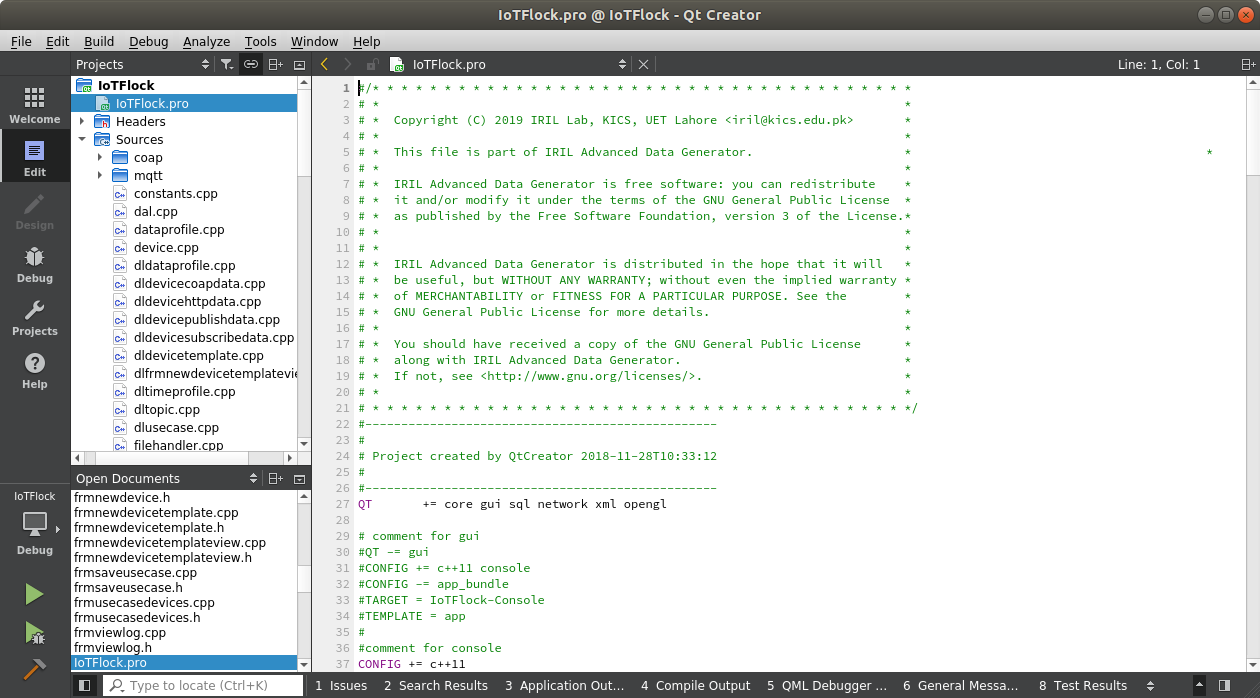 IoTFlock.pro @ IoTFlock - Qt Creator
File Edit Build Debug Analyze Tools Window Help
Projects
IoTFlock.pro
Line: 1, Col: 1
Welcome
Edit
Design
Debug
Projects
Help
IoTFlock
Debug
IoTFlock
IoTFlock.pro
Headers
Sources
coap
mqtt
constants.cpp
dal.cpp
dataprofile.cpp
device.cpp
dldataprofile.cpp
dldevicecoapdata.cpp
dldevicehttpdata.cpp
dldevicepublishdata.cpp
dldevicesubscribedata.cpp
dldevicetemplate.cpp
dlfrmnewdevicetemplatevie
dltimeprofile.cpp
dltopic.cpp
dlusecase.cpp
filehandler.cpp
Open Documents
frmnewdevice.h
frmnewdevicetemplate.cpp
frmnewdevicetemplate.h
frmnewdevicetemplateview.cpp
frmnewdevicetemplateview.h
frmsaveusecase.cpp
frmsaveusecase.h
frmusecasedevices.cpp
frmusecasedevices.h
frmviewlog.cpp
frmviewlog.h
IoTFlock.pro
1 #/* * * * * * * * * * * * * * * * * * * * * * * * * * * * * * * * * * * * * *
2 # * *
3 # * Copyright (C) 2019 IRIL Lab, KICS, UET Lahore <iril@kics.edu.pk> *
4 # * *
5 # * This file is part of IRIL Advanced Data Generator. * *
6 # * *
7 # * IRIL Advanced Data Generator is free software: you can redistribute *
8 # * it and/or modify it under the terms of the GNU General Public License *
9 # * as published by the Free Software Foundation, version 3 of the License.*
10 # * *
11 # * *
12 # * IRIL Advanced Data Generator is distributed in the hope that it will *
13 # * be useful, but WITHOUT ANY WARRANTY; without even the implied warranty *
14 # * of MERCHANTABILITY or FITNESS FOR A PARTICULAR PURPOSE. See the *
15 # * GNU General Public License for more details. *
16 # * *
17 # * You should have received a copy of the GNU General Public License *
18 # * along with IRIL Advanced Data Generator. *
19 # * If not, see <http://www.gnu.org/licenses/>. *
20 # * *
21 # * * * * * * * * * * * * * * * * * * * * * * * * * * * * * * * * * * * * * */
22 #-------------------------------------------------
23 #
24 # Project created by QtCreator 2018-11-28T10:33:12
25 #
26 #-------------------------------------------------
27 QT += core gui sql network xml opengl
28
29 # comment for gui
30 #QT -= gui
31 #CONFIG += c++11 console
32 #CONFIG -= app_bundle
33 #TARGET = IoTFlock-Console
34 #TEMPLATE = app
35 #
36 #comment for console
37 CONFIG += c++11
Type to locate (Ctrl+K)
1 Issues 2 Search Results 3 Application Out... 4 Compile Output 5 QML Debugger ... 6 General Messa... 8 Test Results